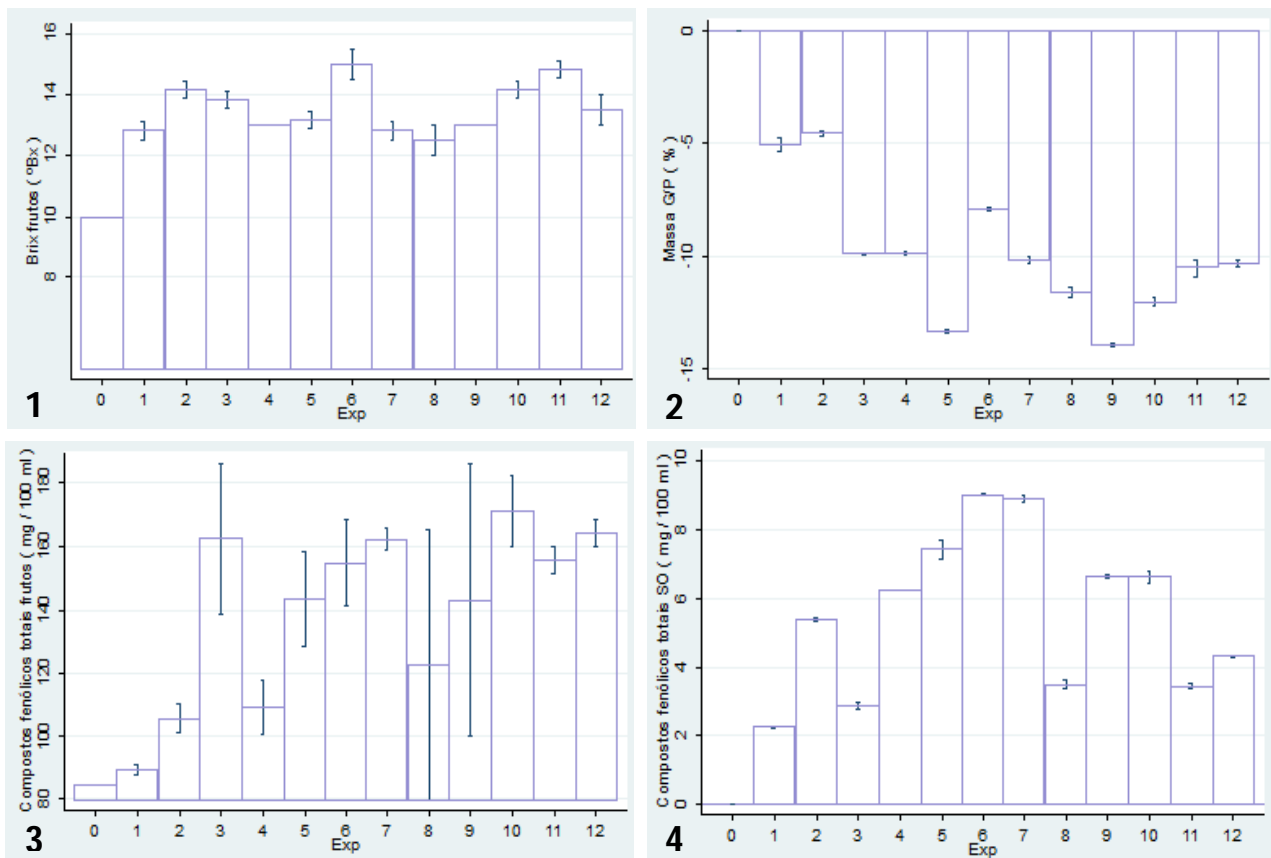 Brix frutos ( ºBx )
16
14
12
10
8
0 1 2 3 4 5 6 7 8 9 10 11 12
Exp
1
Massa G/P ( % )
0
-5
-10
-15
0 1 2 3 4 5 6 7 8 9 10 11 12
Exp
2
Compostos fenólicos totais frutos ( mg / 100 ml )
180
160
140
120
100
80
0 1 2 3 4 5 6 7 8 9 10 11 12
Exp
3
Compostos fenólicos totais SO ( mg / 100 ml )
10
8
6
4
2
0
0 1 2 3 4 5 6 7 8 9 10 11 12
Exp
4